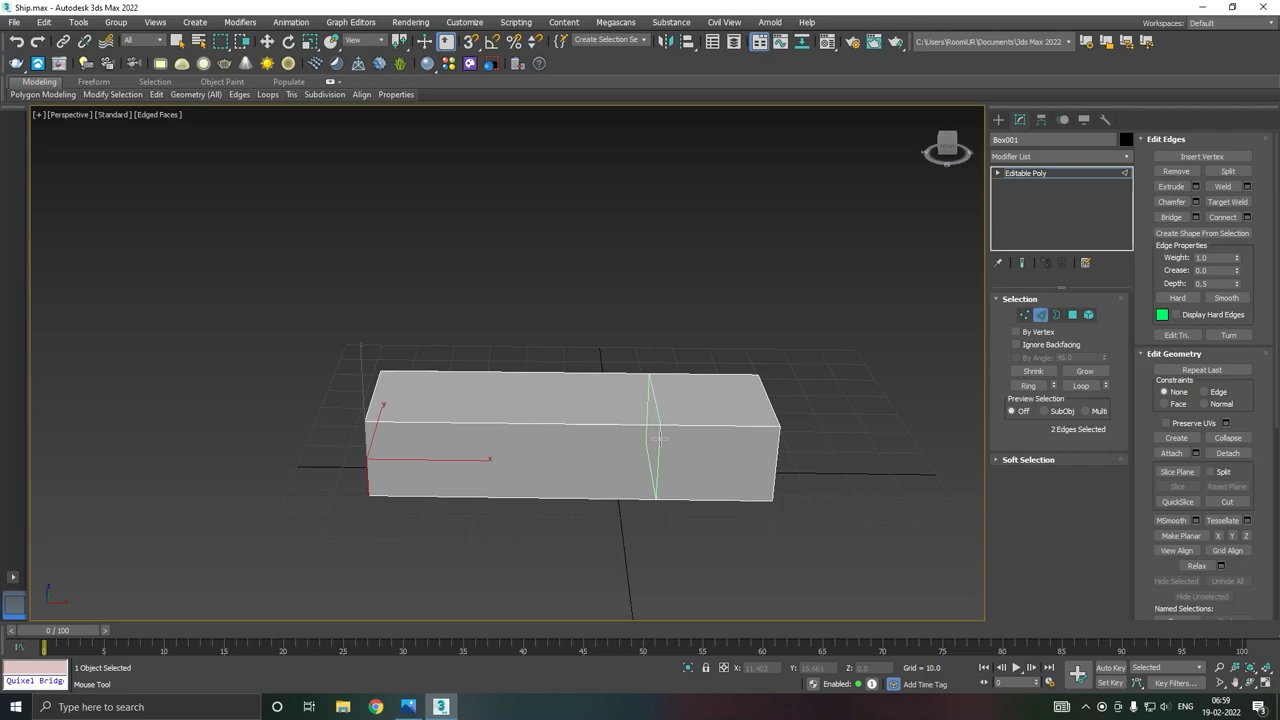 Ship.max - Autodesk 3ds Max 2022
File Edit Tools Group Views Create Modifiers Animation Graph Editors Rendering Customize Scripting Content Megascans Substance Civil View Arnold Help
Workspaces: Default
All View Create Selection Se C:\Users\RoomUR\Documents\3ds Max 2022
Modeling Freeform Selection Object Paint Populate
Polygon Modeling Modify Selection Edit Geometry (All) Edges Loops Tris Subdivision Align Properties
[+] [Perspective] [Standard] [Edged Faces]
FRONT
x
y
z
Box001
Modifier List
Editable Poly
Selection
By Vertex
Ignore Backfacing
By Angle: 45.0
Shrink Grow
Ring Loop
Preview Selection
Off SubObj Multi
2 Edges Selected
Soft Selection
Edit Edges
Insert Vertex
Remove Split
Extrude Weld
Chamfer Target Weld
Bridge Connect
Create Shape From Selection
Edge Properties
Weight: 1.0
Crease: 0.0
Depth: 0.5
Hard Smooth
Display Hard Edges
Edit Tri. Turn
Edit Geometry
Repeat Last
Constraints
None Edge
Face Normal
Preserve UVs
Create Collapse
Attach Detach
Slice Plane Split
Slice Reset Plane
QuickSlice Cut
MSmooth Tessellate
Make Planar X Y Z
View Align Grid Align
Relax
Hide Selected Unhide All
Hide Unselected
Named Selections:
0 / 100
0 5 10 15 20 25 30 35 40 45 50 55 60 65 70 75 80 85 90 95 100
1 Object Selected
X: 11.402 Y: 15.661 Z: 0.0 Grid = 10.0
Auto Key Selected
Quixel Bridge
Mouse Tool
Enabled: Add Time Tag
0
Set Key Key Filters...
Type here to search
ENG
06:59
19-02-2022